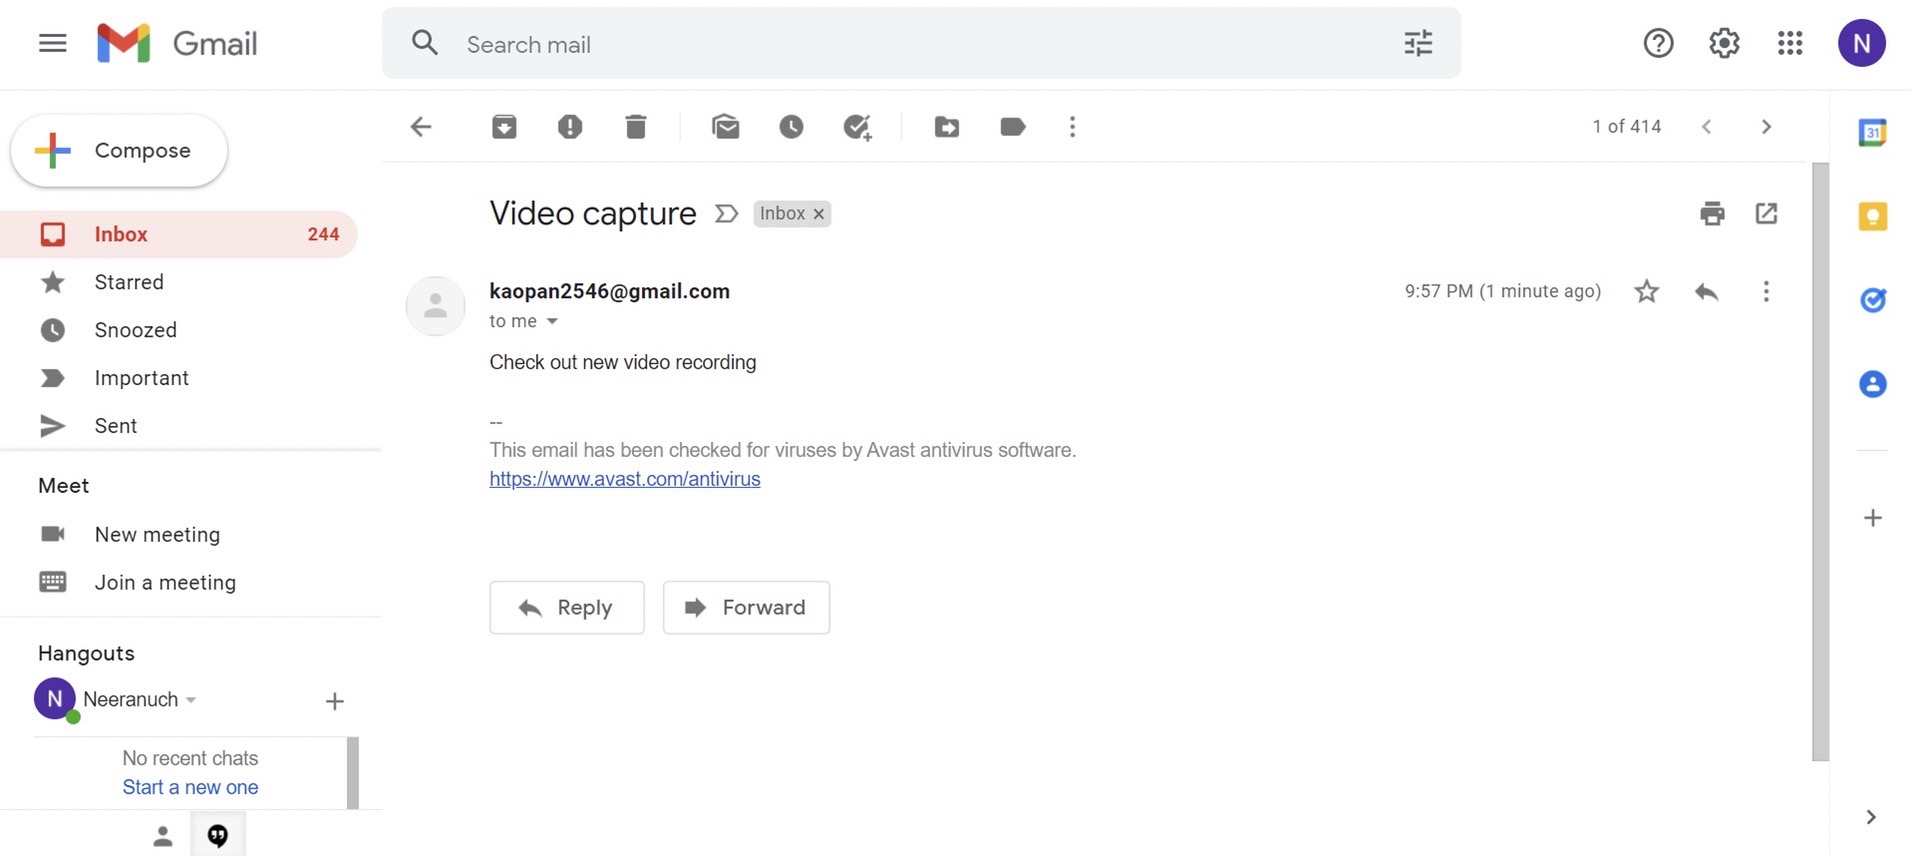 Gmail
Search mail
N
Compose
1 of 414
31
Video capture
Inbox ×
Inbox 244
Starred
Snoozed
Important
Sent
kaopan2546@gmail.com
9:57 PM (1 minute ago)
to me
Check out new video recording
--
This email has been checked for viruses by Avast antivirus software.
https://www.avast.com/antivirus
Reply
Forward
Meet
New meeting
Join a meeting
Hangouts
N
Neeranuch
No recent chats
Start a new one